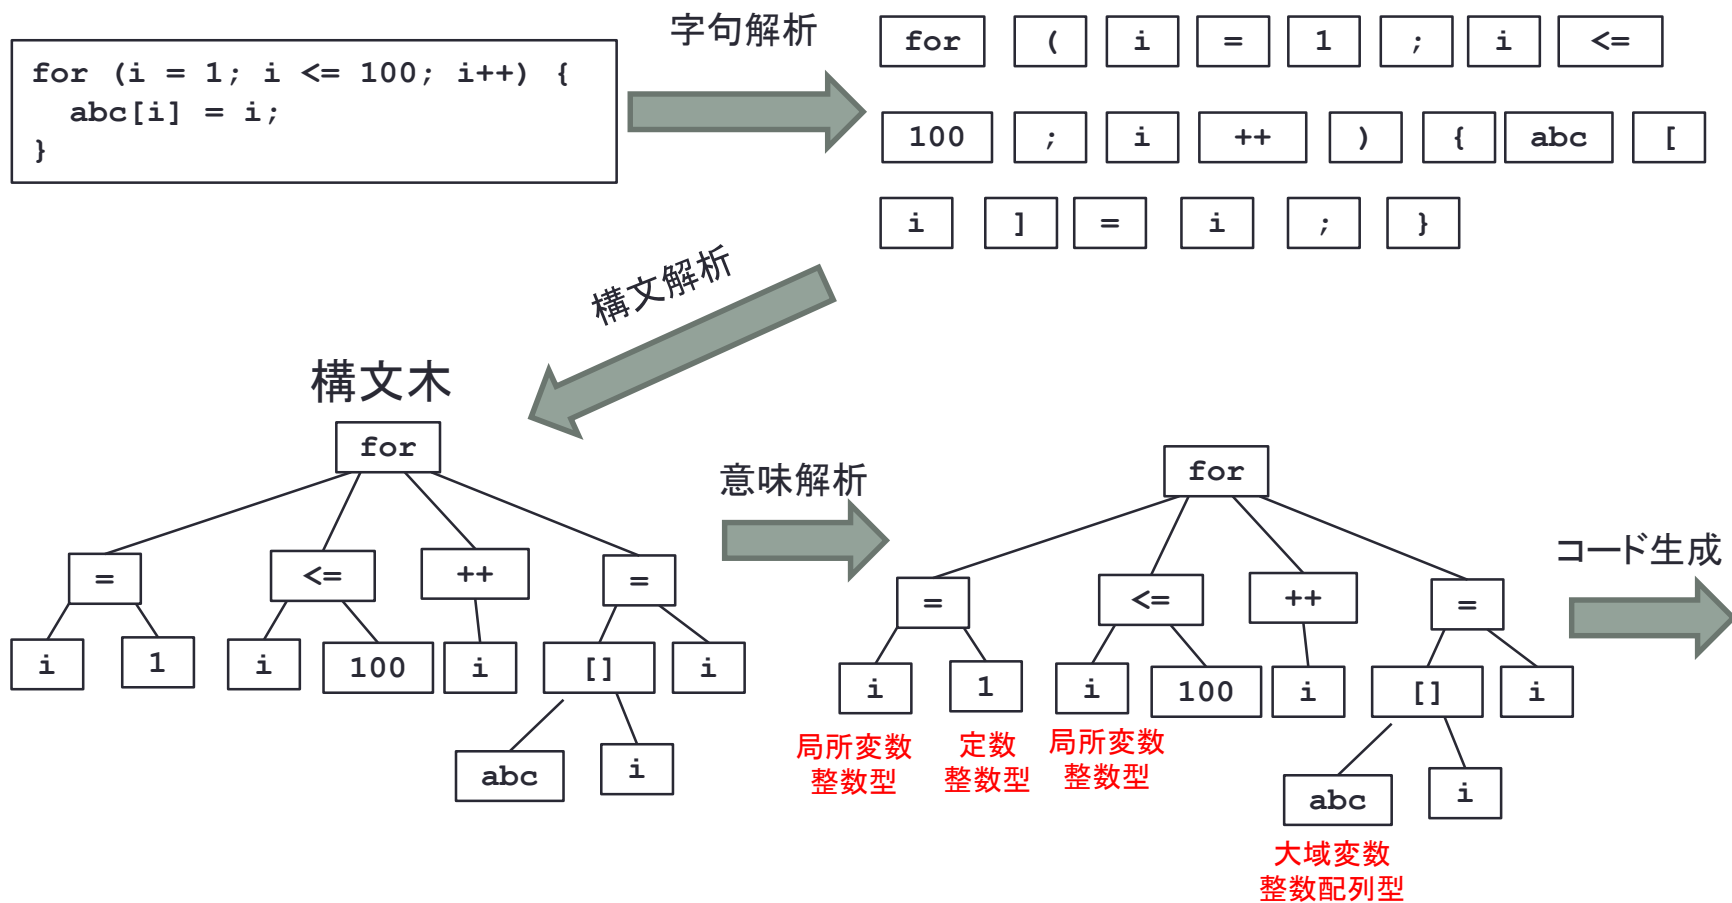 for (i = 1; i <= 100; i++) {
abc[i] = i;
}
字句解析
for ( i = 1 ; i <=
100 ; i ++ ) { abc [
i ] = i ; }
構文解析
構文木
for
= <= ++ =
i 1 i 100 i [] i
abc i
意味解析
for
= <= ++ =
i 1 i 100 i [] i
局所変数 定数 局所変数
整数型 整数型 整数型
abc i
大域変数
整数配列型
コード生成